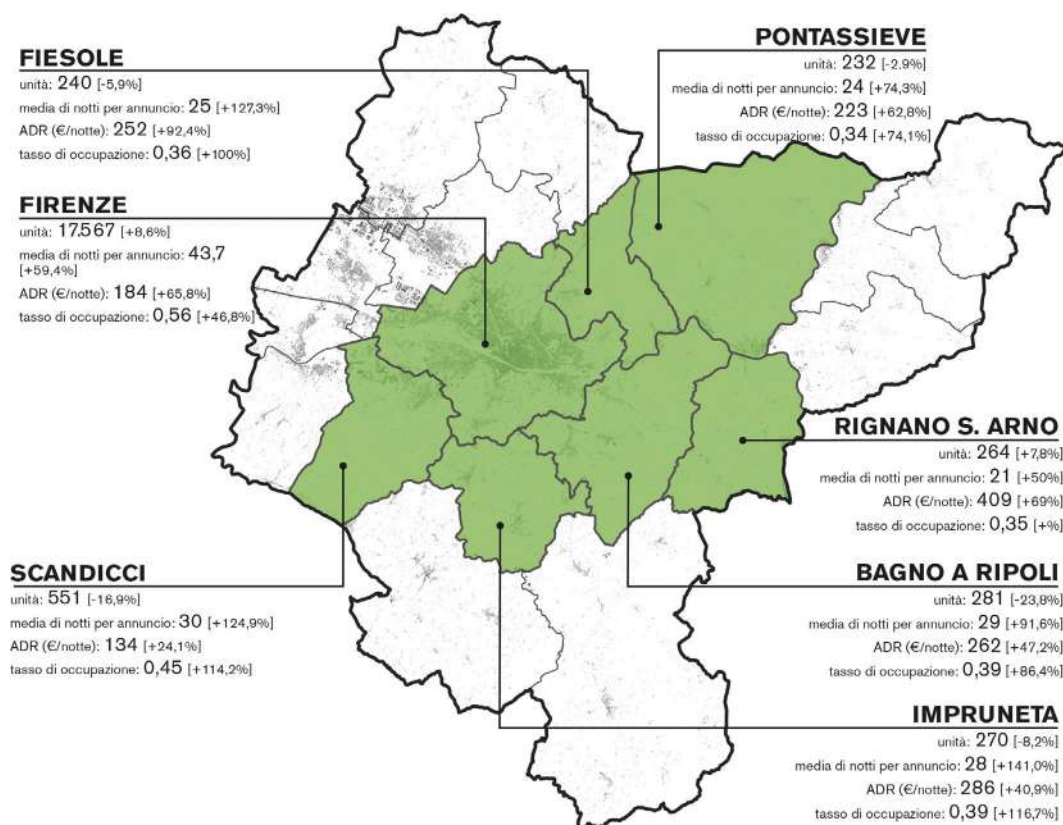 FIESOLE
unità: 240 [-5,9%]
media di notti per annuncio: 25 [+127,3%]
ADR (€/notte): 252 [+92,4%]
tasso di occupazione: 0,36 [+100%]
PONTASSIEVE
unità: 232 [-2.9%]
media di notti per annuncio: 24 [+74,3%]
ADR (€/notte): 223 [+62,8%]
tasso di occupazione: 0,34 [+74,1%]
FIRENZE
unità: 17.567 [+8,6%]
media di notti per annuncio: 43,7
[+59,4%]
ADR (€/notte): 184 [+65,8%]
tasso di occupazione: 0,56 [+46,8%]
RIGNANO S. ARNO
unità: 264 [+7,8%]
media di notti per annuncio: 21 [+50%]
ADR (€/notte): 409 [+69%]
tasso di occupazione: 0,35 [+%]
SCANDICCI
unità: 551 [-16,9%]
media di notti per annuncio: 30 [+124,9%]
ADR (€/notte): 134 [+24,1%]
tasso di occupazione: 0,45 [+114,2%]
BAGNO A RIPOLI
unità: 281 [-23,8%]
media di notti per annuncio: 29 [+91,6%]
ADR (€/notte): 262 [+47,2%]
tasso di occupazione: 0,39 [+86,4%]
IMPRUNETA
unità: 270 [-8,2%]
media di notti per annuncio: 28 [+141,0%]
ADR (€/notte): 286 [+40,9%]
tasso di occupazione: 0,39 [+116,7%]